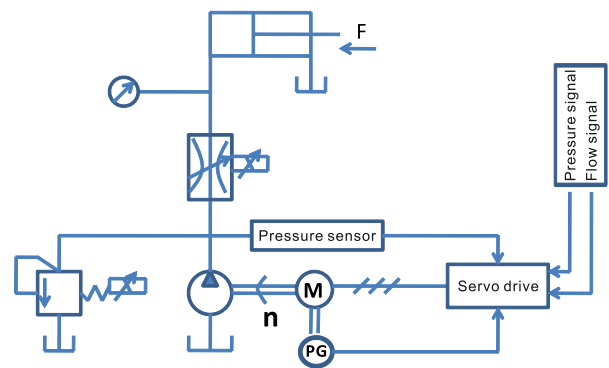 F
Pressure signal
Flow signal
Pressure sensor
Servo drive
M
n
PG